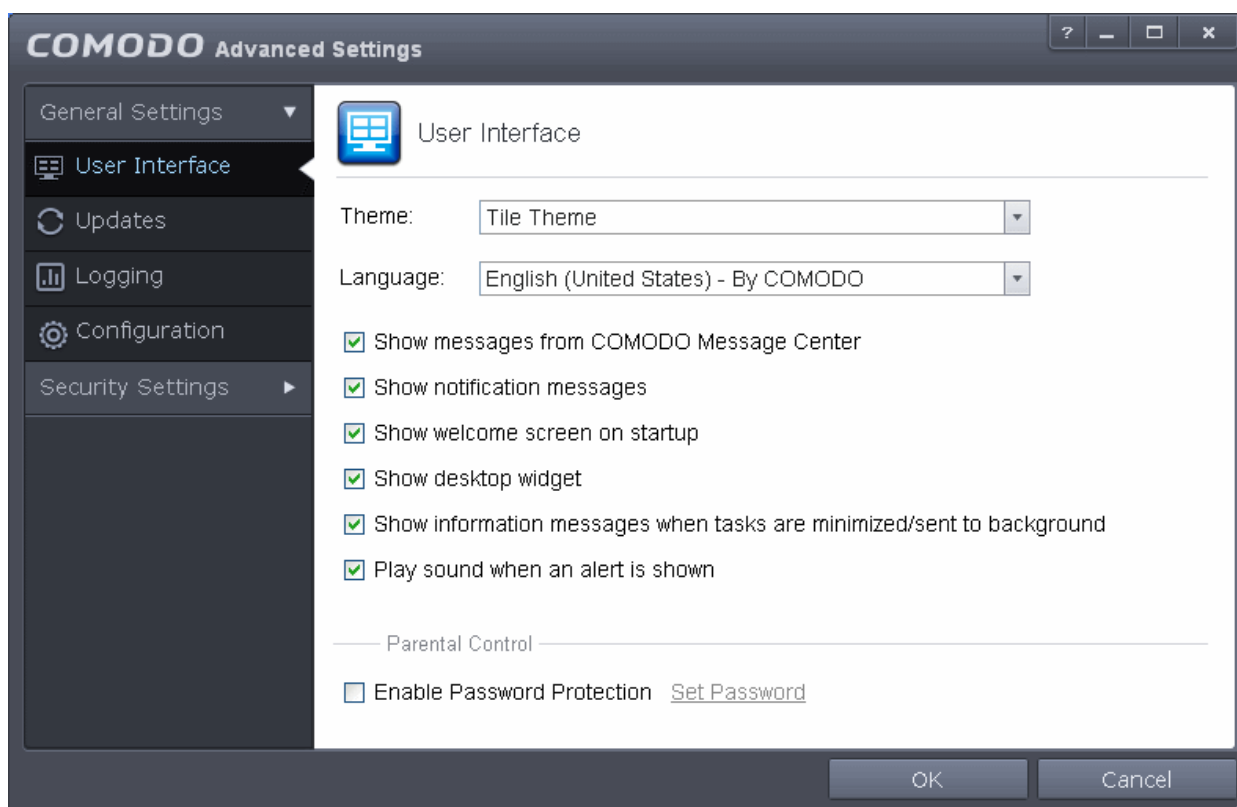 COMODO Advanced Settings
?
General Settings
User Interface
Updates
Logging
Configuration
Security Settings
User Interface
Theme: Tile Theme
Language: English (United States) - By COMODO
Show messages from COMODO Message Center
Show notification messages
Show welcome screen on startup
Show desktop widget
Show information messages when tasks are minimized/sent to background
Play sound when an alert is shown
Parental Control
Enable Password Protection Set Password
OK Cancel